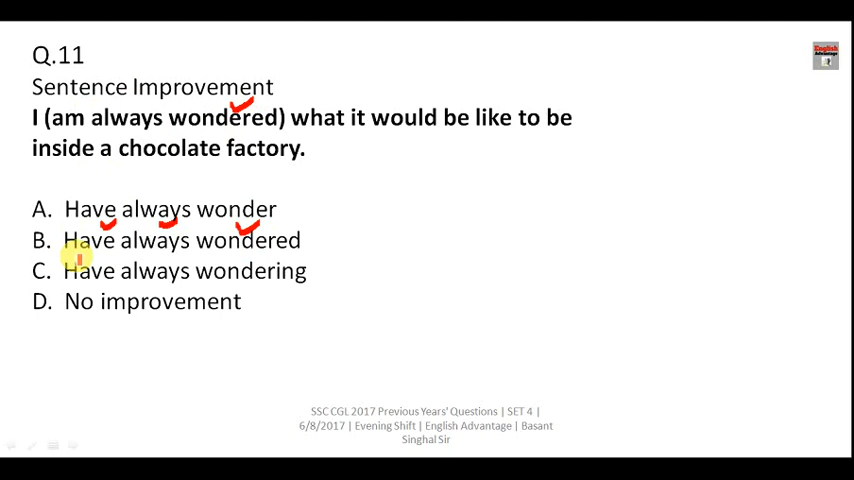 Q.11
English
Advantage
Sentence Improvement
I (am always wondered) what it would be like to be
inside a chocolate factory.
A. Have always wonder
B. Have always wondered
C. Have always wondering
D. No improvement
SSC CGL 2017 Previous Years' Questions | SET 4 |
6/8/2017 | Evening Shift | English Advantage | Basant
Singhal Sir